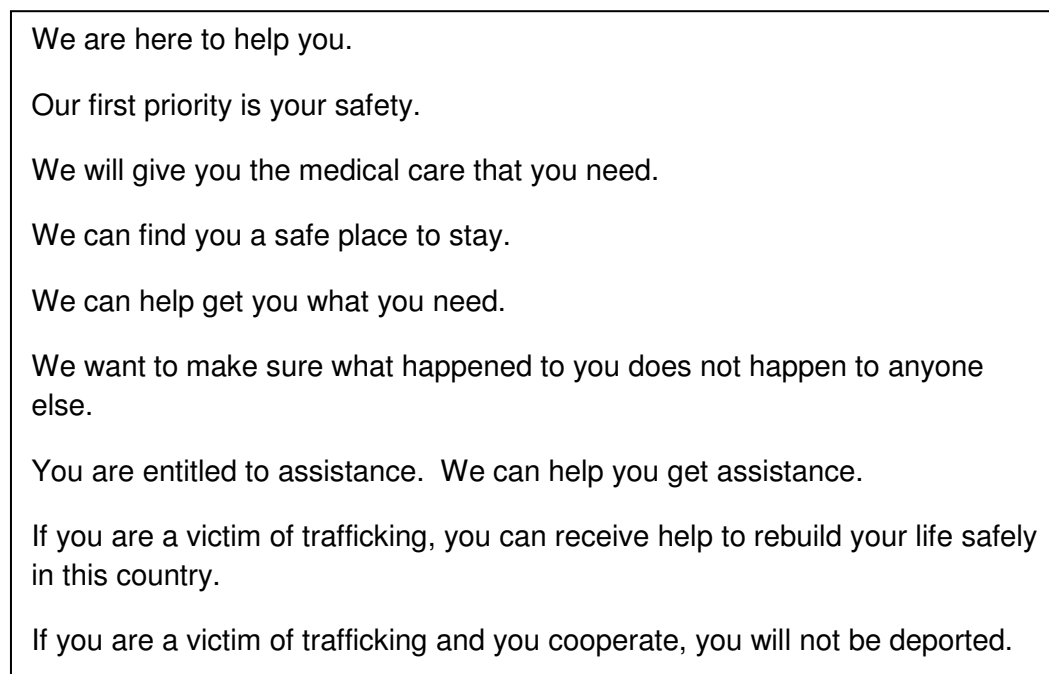 We are here to help you.
Our first priority is your safety.
We will give you the medical care that you need.
We can find you a safe place to stay.
We can help get you what you need.
We want to make sure what happened to you does not happen to anyone
else.
You are entitled to assistance.  We can help you get assistance.
If you are a victim of trafficking, you can receive help to rebuild your life safely
in this country.
If you are a victim of trafficking and you cooperate, you will not be deported.